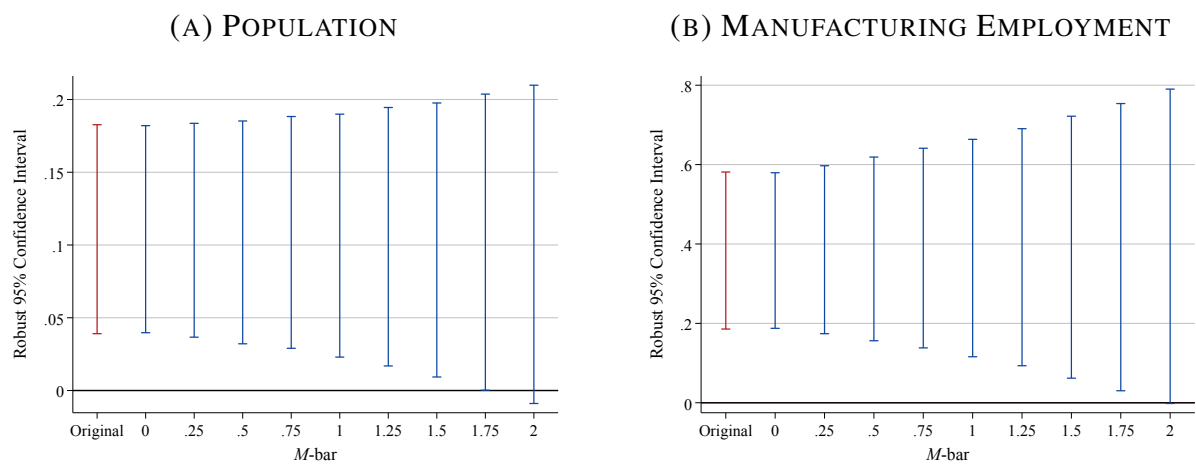 (A) POPULATION
Robust 95% Confidence Interval
.2
.15
.1
.05
0
Original 0 .25 .5 .75 1 1.25 1.5 1.75 2
M-bar
(B) MANUFACTURING EMPLOYMENT
Robust 95% Confidence Interval
.8
.6
.4
.2
0
Original 0 .25 .5 .75 1 1.25 1.5 1.75 2
M-bar